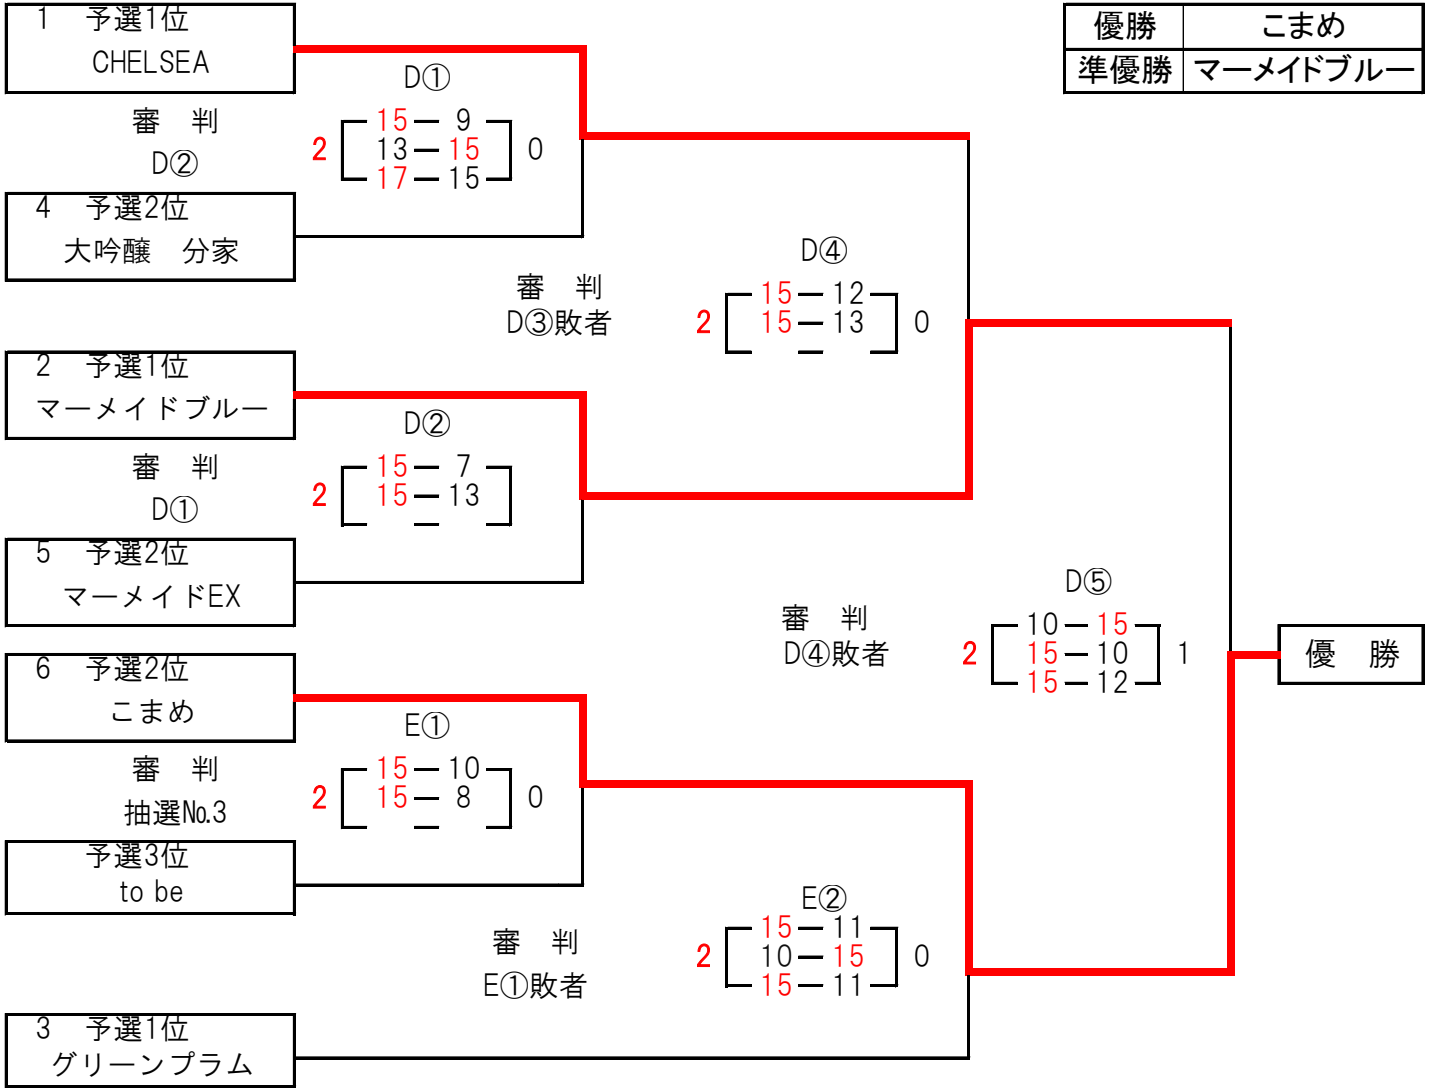 1 予選1位
CHELSEA
審 判
D②
4 予選2位
大吟醸 分家
D①
2 15 — 9 0
13 — 15
17 — 15
優勝 こまめ
準優勝 マーメイドブルー
審 判
D③敗者
D④
15 — 12
2 15 — 13 0
—
2 予選1位
マーメイドブルー
審 判
D①
5 予選2位
マーメイドEX
D②
15 — 7
2 15 — 13
—
審 判
D④敗者
D⑤
10 — 15
2 15 — 10 1
15 — 12
優 勝
6 予選2位
こまめ
審 判
抽選№3
予選3位
to be
E①
15 — 10
2 15 — 8 0
—
審 判
E①敗者
E②
15 — 11
2 10 — 15 0
15 — 11
3 予選1位
グリーンプラム